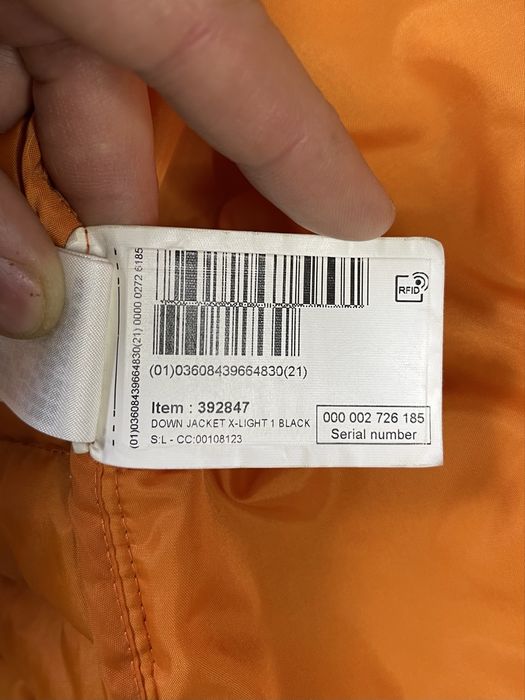 RFID
(01)03608439664830(21) 0000 0272 6185
(01)03608439664830(21)
Item : 392847
DOWN JACKET X-LIGHT 1 BLACK
S:L - CC:00108123
000 002 726 185
Serial number